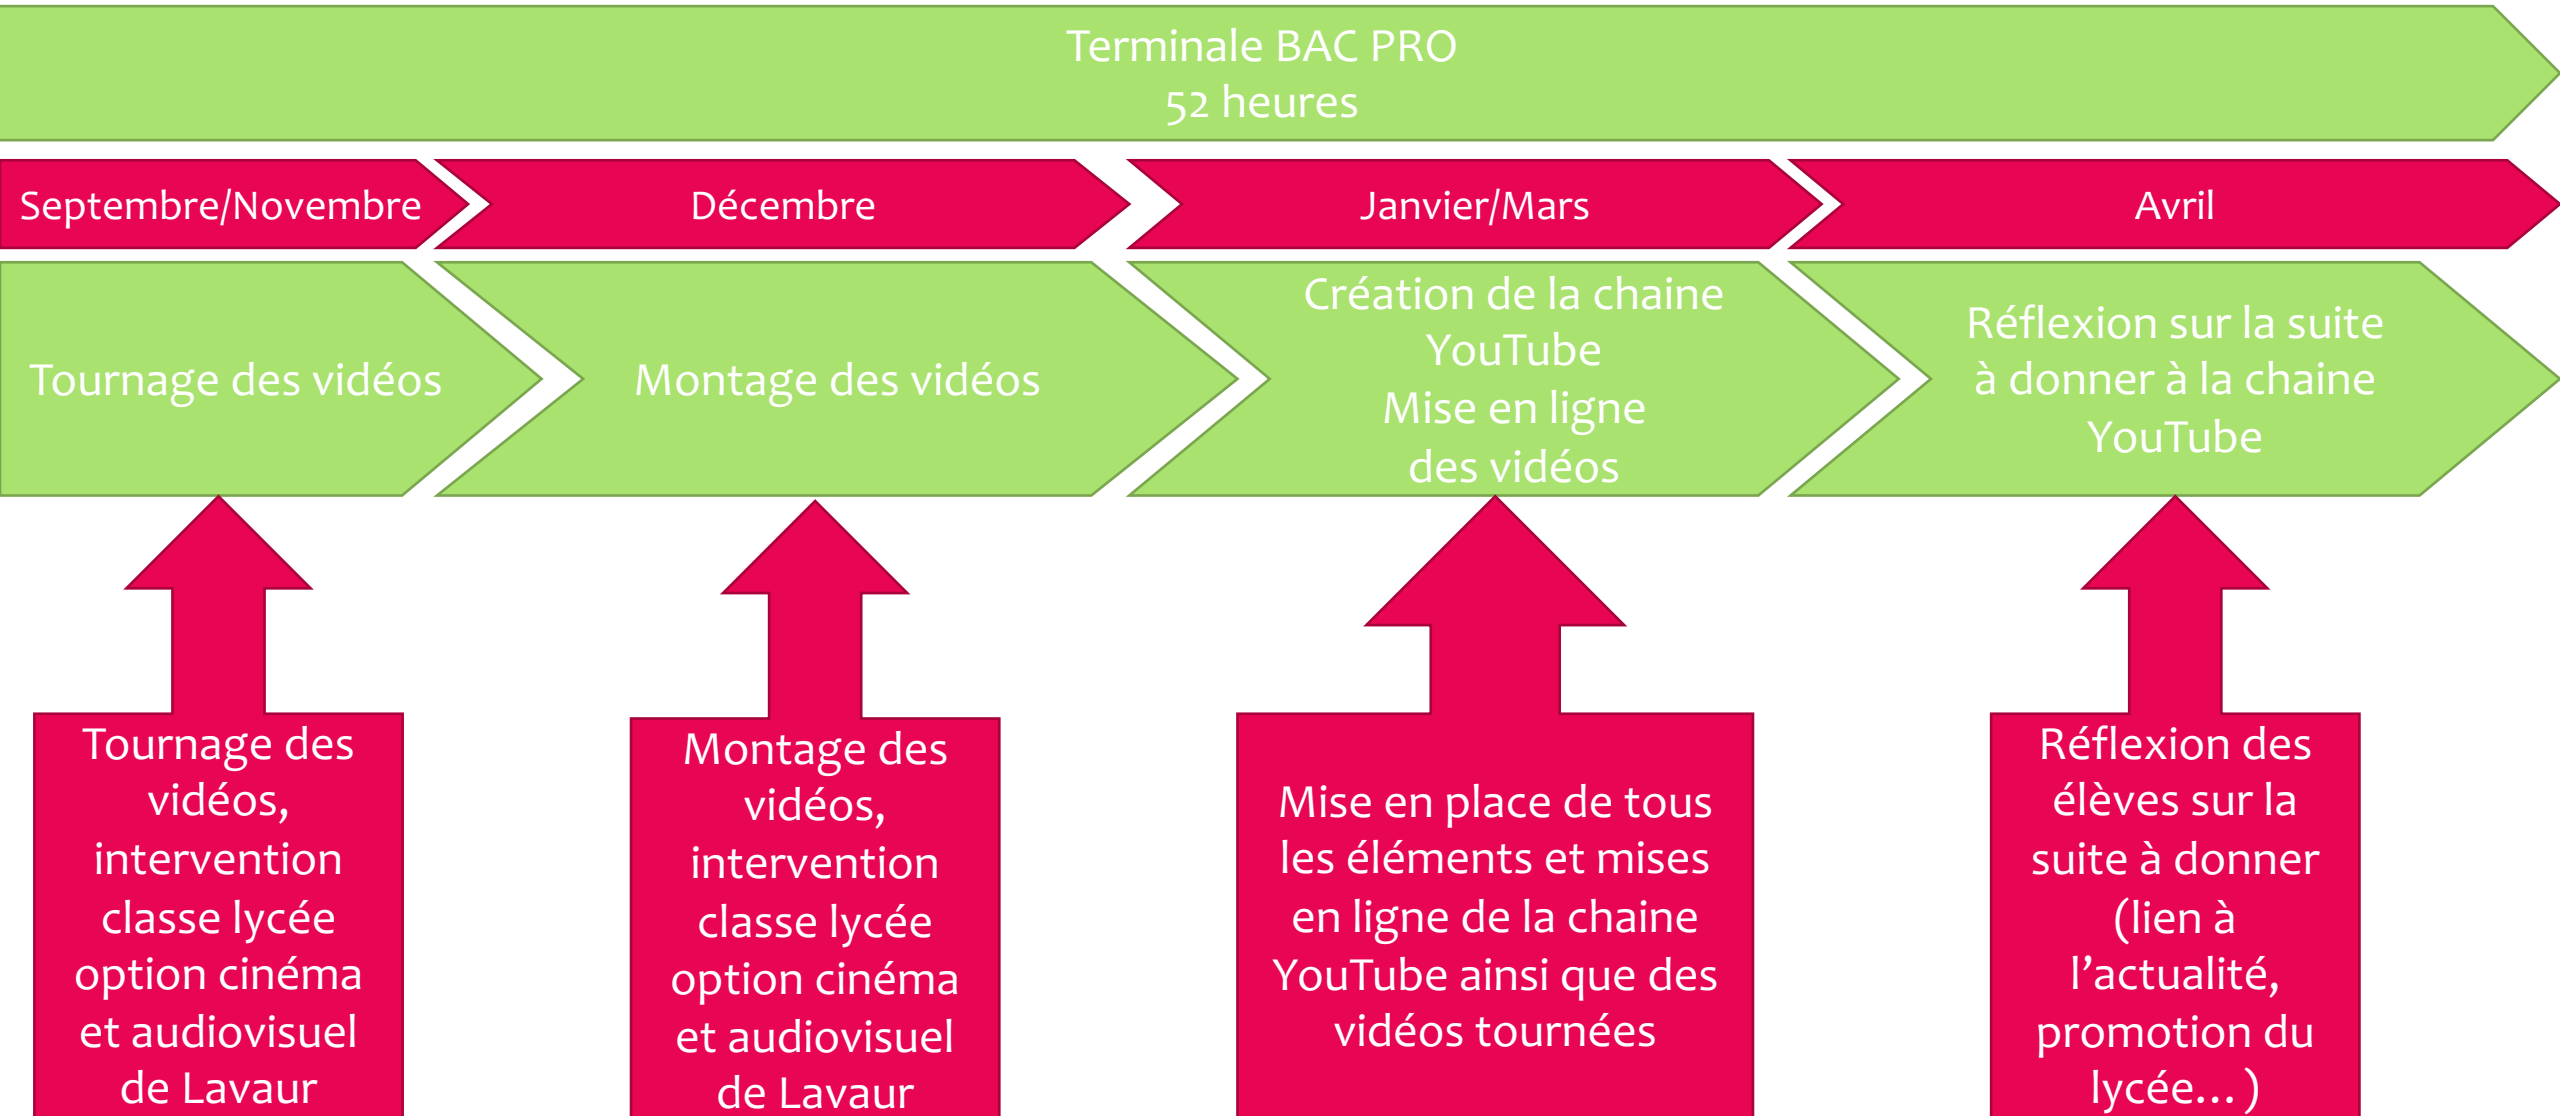 Terminale BAC PRO
52 heures
Septembre/Novembre
Décembre
Janvier/Mars
Avril
Tournage des vidéos
Montage des vidéos
Création de la chaine
YouTube
Mise en ligne
des vidéos
Réflexion sur la suite
à donner à la chaine
YouTube
Tournage des
vidéos,
intervention
classe lycée
option cinéma
et audiovisuel
de Lavaur
Montage des
vidéos,
intervention
classe lycée
option cinéma
et audiovisuel
de Lavaur
Mise en place de tous
les éléments et mises
en ligne de la chaine
YouTube ainsi que des
vidéos tournées
Réflexion des
élèves sur la
suite à donner
(lien à
l’actualité,
promotion du
lycée… )